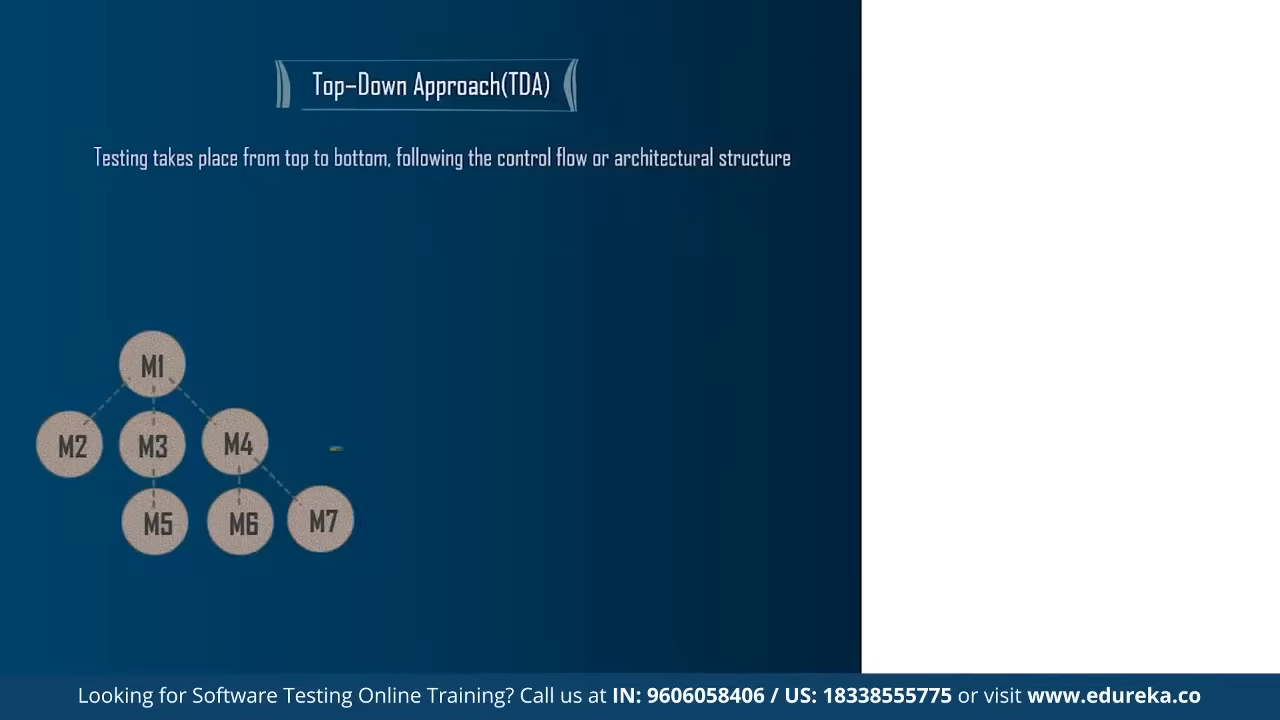 Top-Down Approach(TDA)
Testing takes place from top to bottom, following the control flow or architectural structure
M1
M2 M3 M4
M5 M6 M7
Looking for Software Testing Online Training? Call us at IN: 9606058406 / US: 18338555775 or visit www.edureka.co